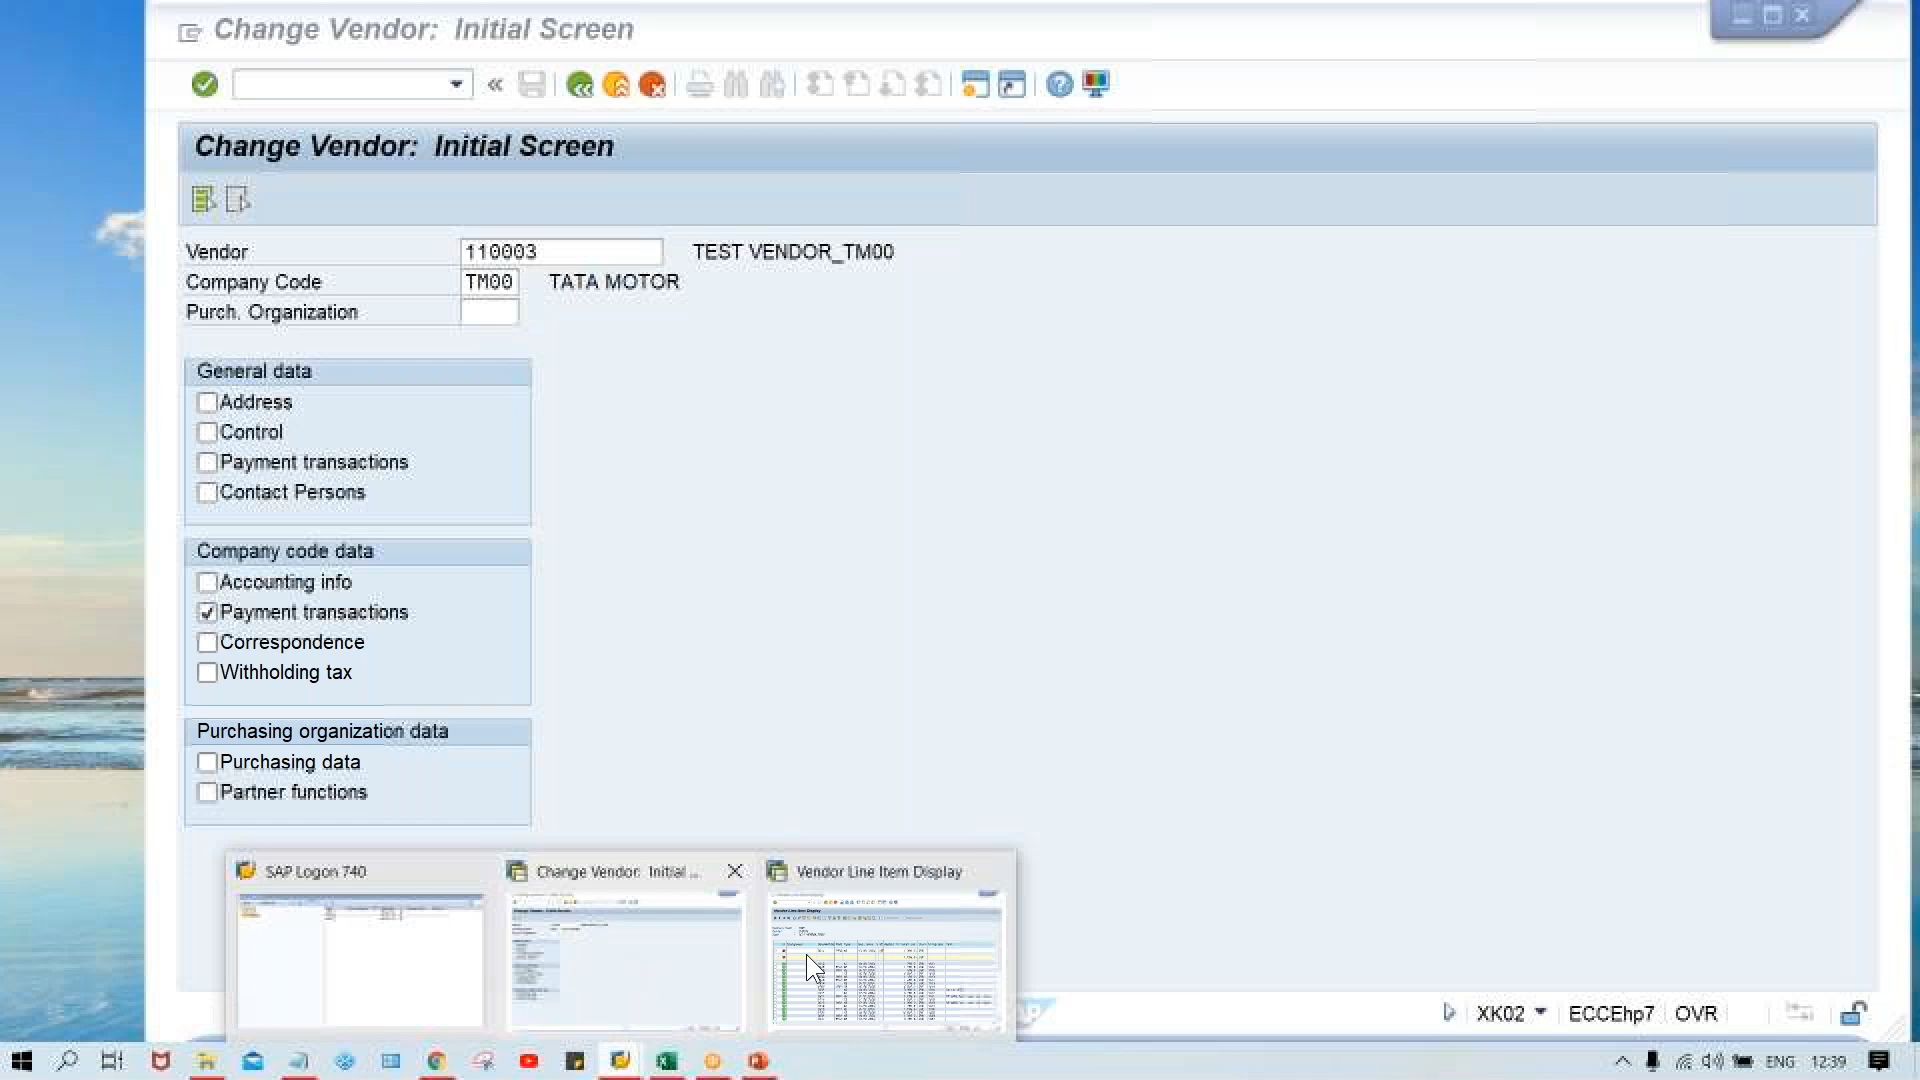 Change Vendor: Initial Screen
Change Vendor: Initial Screen
Vendor 110003 TEST VENDOR_TM00
Company Code TM00 TATA MOTOR
Purch. Organization
General data
Address
Control
Payment transactions
Contact Persons
Company code data
Accounting info
Payment transactions
Correspondence
Withholding tax
Purchasing organization data
Purchasing data
Partner functions
SAP Logon 740
Change Vendor: Initial ...
Vendor Line Item Display
XK02 ECCEhp7 OVR
ENG 12:39